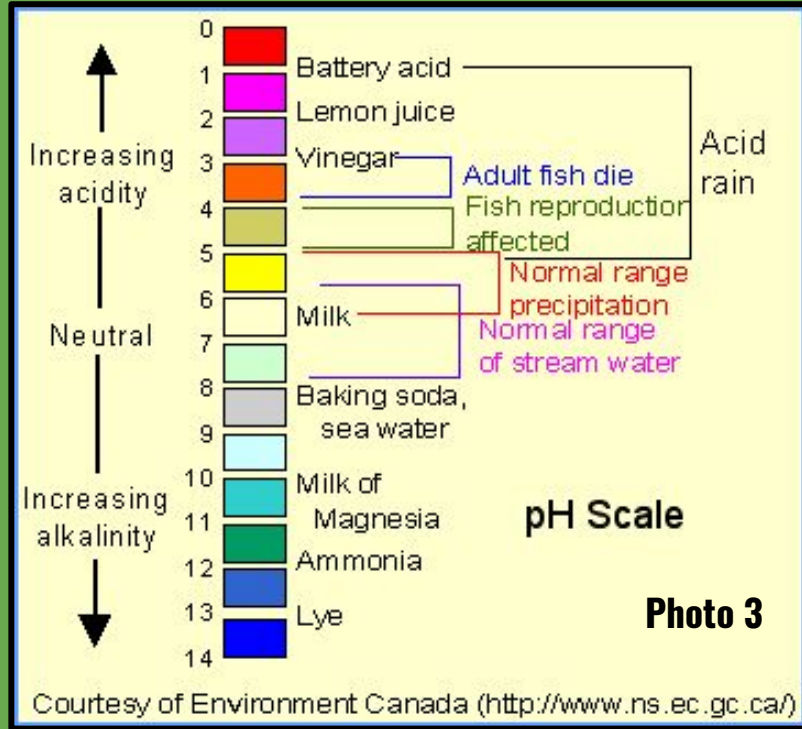 0
1
2
3
4
5
6
7
8
9
10
11
12
13
14
Increasing
acidity
Neutral
Increasing
alkalinity
Battery acid
Lemon juice
Vinegar
Milk
Baking soda,
sea water
Milk of
Magnesia
Ammonia
Lye
Adult fish die
Fish reproduction
affected
Normal range
precipitation
Normal range
of stream water
Acid
rain
pH Scale
Photo 3
Courtesy of Environment Canada (http://www.ns.ec.gc.ca/)